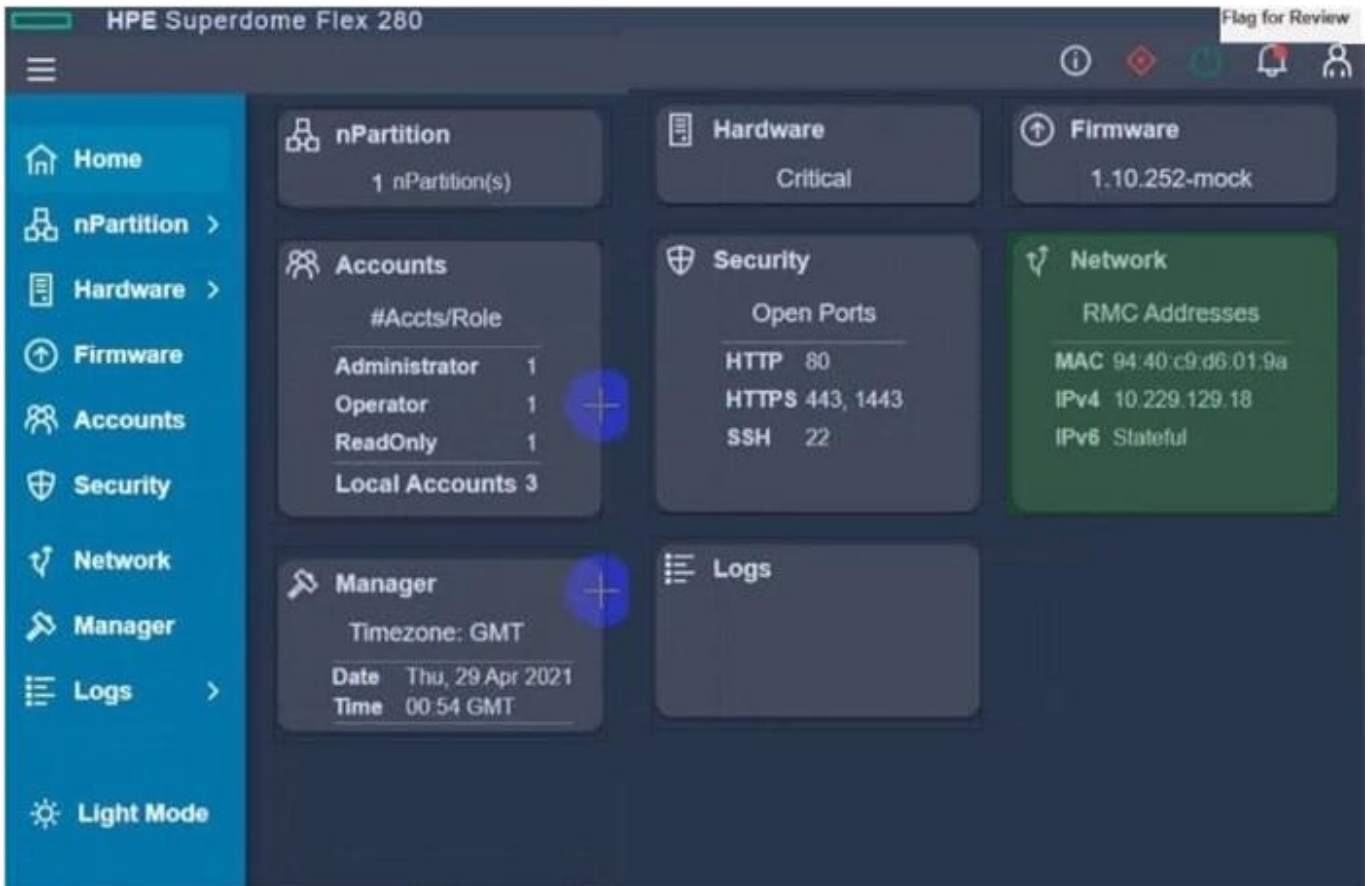 HPE Superdome Flex 280
Flag for Review
Home
nPartition >
Hardware >
Firmware
Accounts
Security
Network
Manager
Logs >
Light Mode
nPartition
1 nPartition(s)
Hardware
Critical
Firmware
1.10.252-mock
Accounts
#Accts/Role
Administrator 1
Operator 1
ReadOnly 1
Local Accounts 3
Security
Open Ports
HTTP 80
HTTPS 443, 1443
SSH 22
Network
RMC Addresses
MAC 94:40:c9:d6:01:9a
IPv4 10.229.129.18
IPv6 Stateful
Manager
Timezone: GMT
Date Thu, 29 Apr 2021
Time 00:54 GMT
Logs